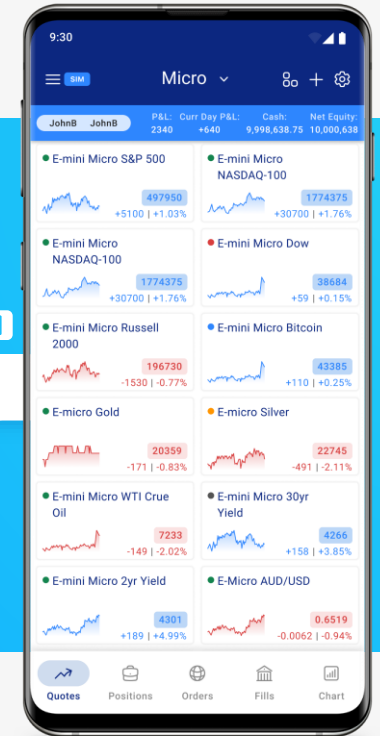 9:30
SIM
Micro
JohnB JohnB
P&L: Curr Day P&L: Cash: Net Equity:
2340 +640 9,998,638.75 10,000,638
E-mini Micro S&P 500
497950
+5100 | +1.03%
E-mini Micro
NASDAQ-100
1774375
+30700 | +1.76%
E-mini Micro
NASDAQ-100
1774375
+30700 | +1.76%
E-mini Micro Dow
38684
+59 | +0.15%
E-mini Micro Russell
2000
196730
-1530 | -0.77%
E-mini Micro Bitcoin
43385
+110 | +0.25%
E-micro Gold
20359
-171 | -0.83%
E-micro Silver
22745
-491 | -2.11%
E-mini Micro WTI Crue
Oil
7233
-149 | -2.02%
E-mini Micro 30yr
Yield
4266
+158 | +3.85%
E-mini Micro 2yr Yield
4301
+189 | +4.99%
E-Micro AUD/USD
0.6519
-0.0062 | -0.94%
Quotes Positions Orders Fills Chart